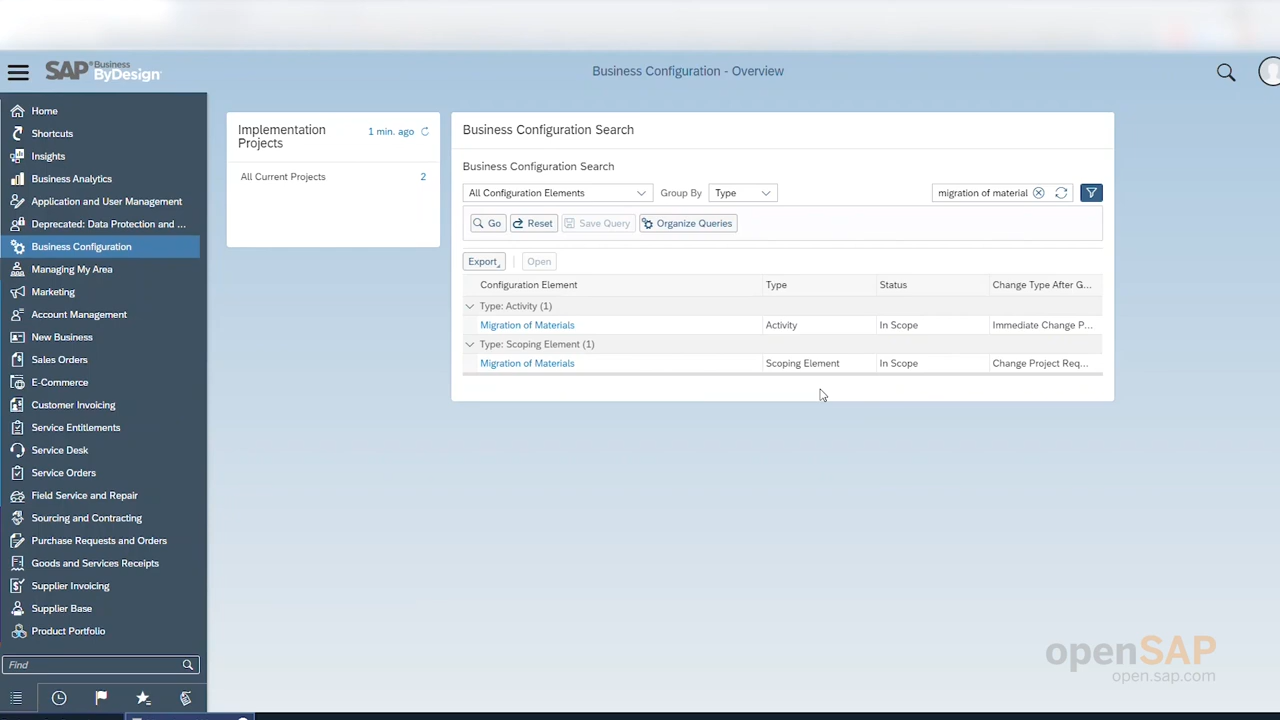 SAP Business ByDesign
Business Configuration - Overview
Home
Shortcuts
Insights
Business Analytics
Application and User Management
Deprecated: Data Protection and ...
Business Configuration
Managing My Area
Marketing
Account Management
New Business
Sales Orders
E-Commerce
Customer Invoicing
Service Entitlements
Service Desk
Service Orders
Field Service and Repair
Sourcing and Contracting
Purchase Requests and Orders
Goods and Services Receipts
Supplier Invoicing
Supplier Base
Product Portfolio
Find
Implementation Projects 1 min. ago
All Current Projects 2
Business Configuration Search
Business Configuration Search
All Configuration Elements Group By Type migration of material
Go Reset Save Query Organize Queries
Export Open
Configuration Element Type Status Change Type After G...
Type: Activity (1)
Migration of Materials Activity In Scope Immediate Change P...
Type: Scoping Element (1)
Migration of Materials Scoping Element In Scope Change Project Req...
openSAP
open.sap.com